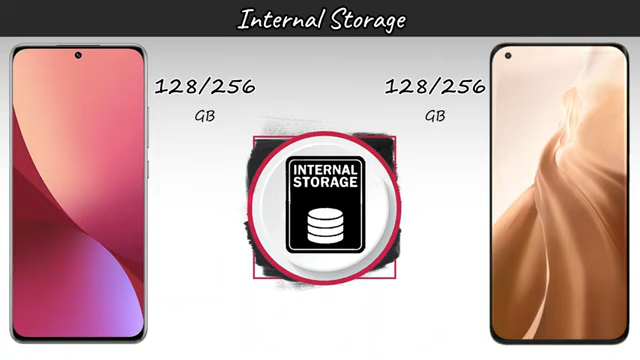 Internal Storage
128/256
GB
128/256
GB
INTERNAL
STORAGE